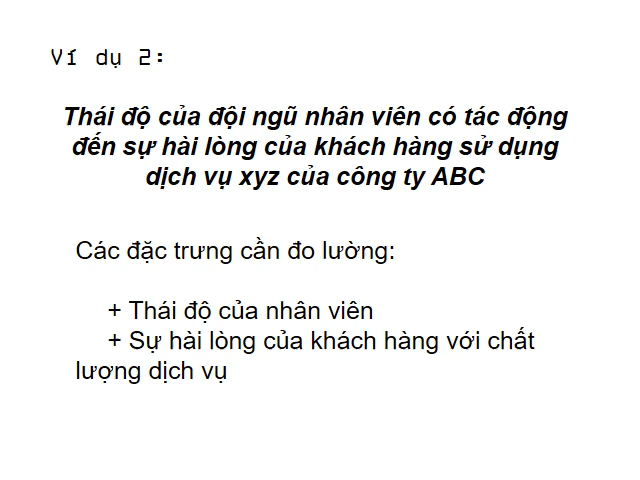 Ví dụ 2:
Thái độ của đội ngũ nhân viên có tác động
đến sự hài lòng của khách hàng sử dụng
dịch vụ xyz của công ty ABC
Các đặc trưng cần đo lường:
+ Thái độ của nhân viên
+ Sự hài lòng của khách hàng với chất
lượng dịch vụ